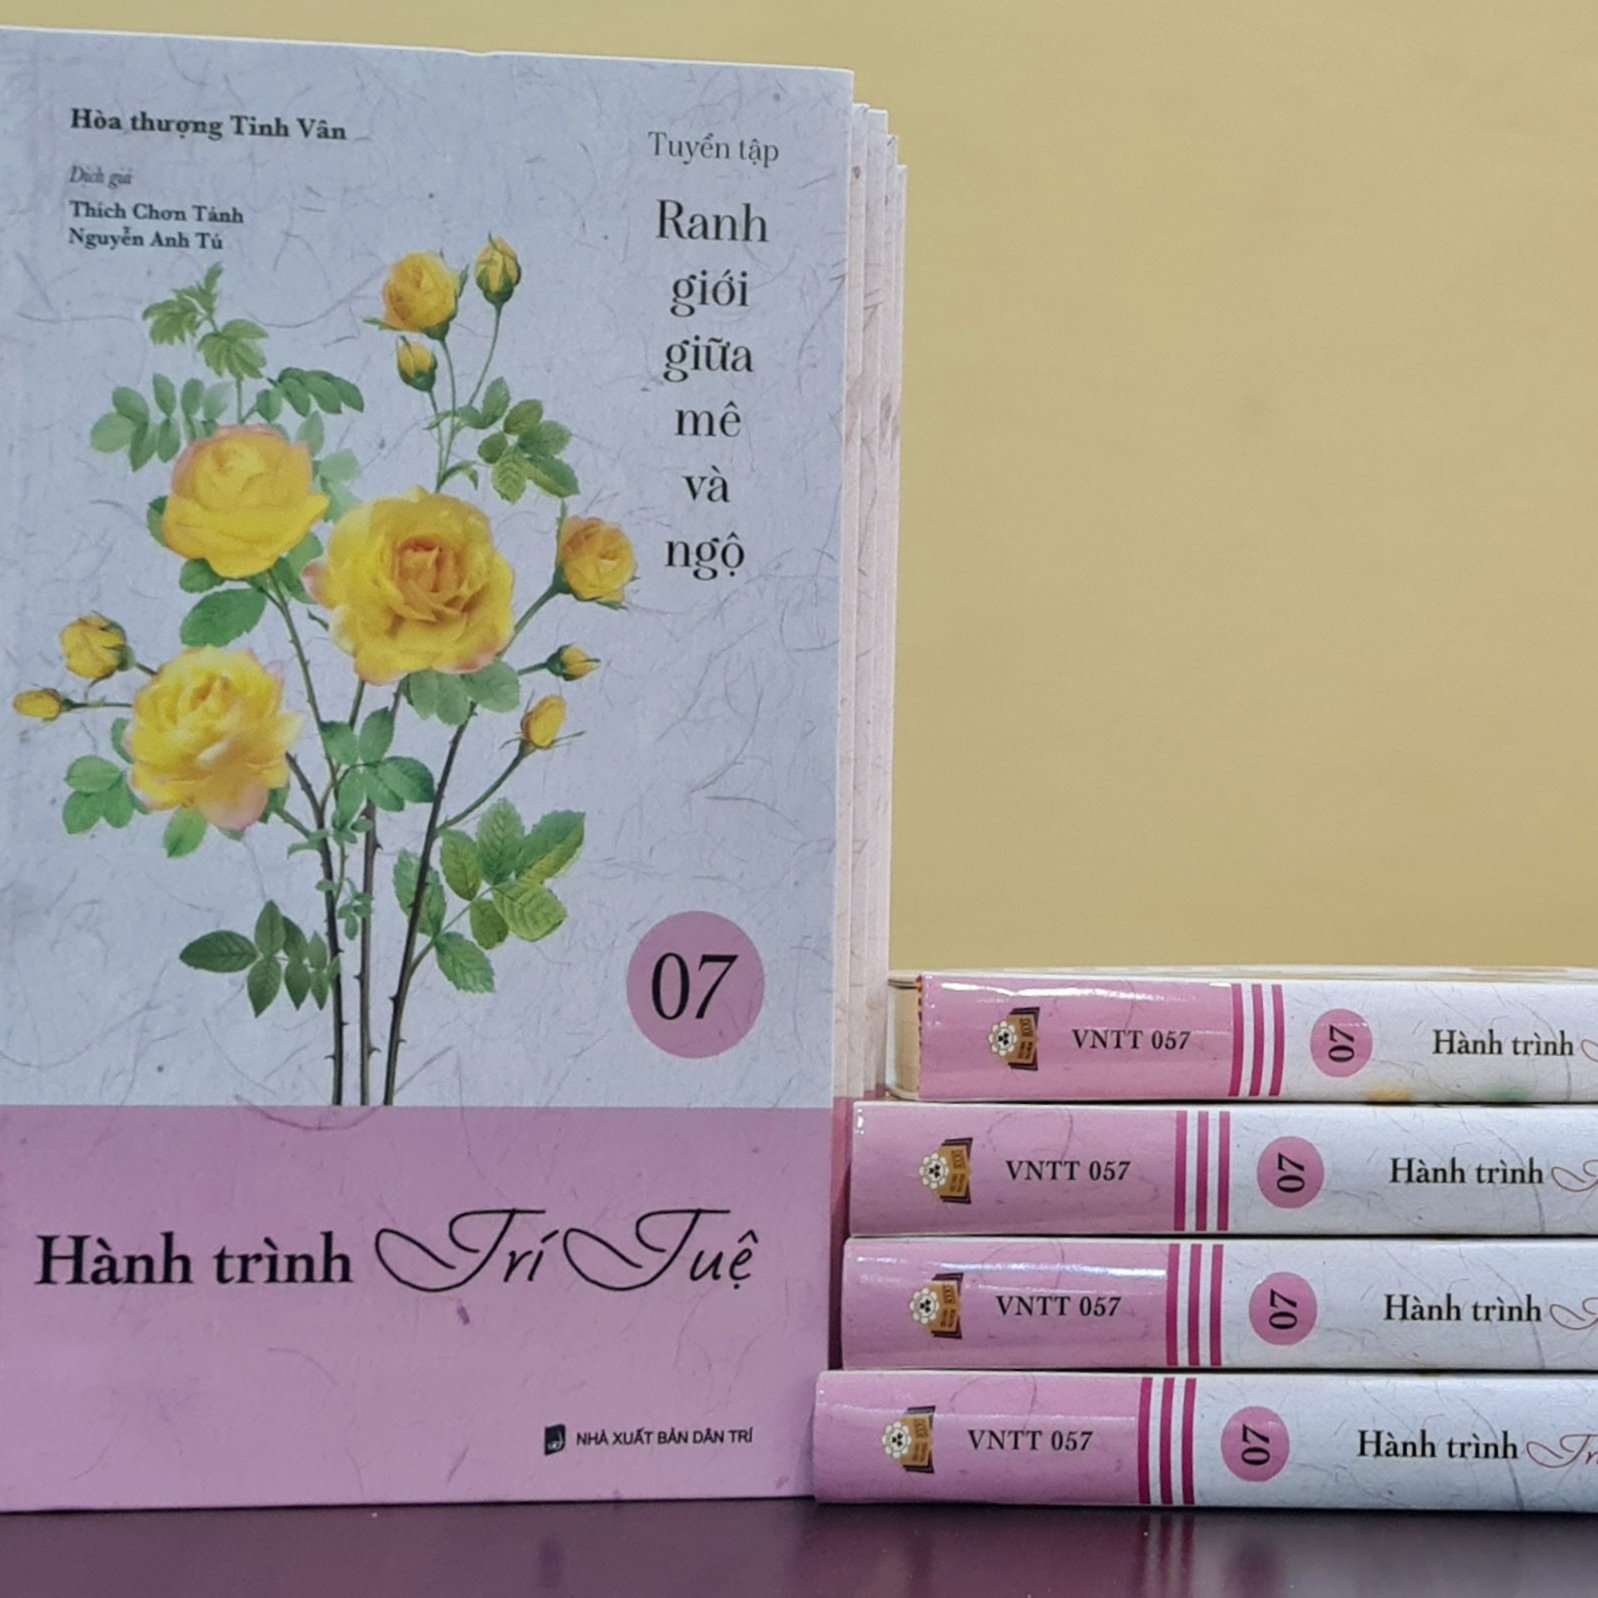 Hòa thượng Tinh Vân
Dịch giả
Thích Chơn Tánh
Nguyễn Anh Tú
Tuyển tập
Ranh
giới
giữa
mê
và
ngộ
07
Hành trình Trí Tuệ
NHÀ XUẤT BẢN DÂN TRÍ
VNTT 057 07 Hành trình
VNTT 057 07 Hành trình
VNTT 057 07 Hành trình
VNTT 057 07 Hành trình